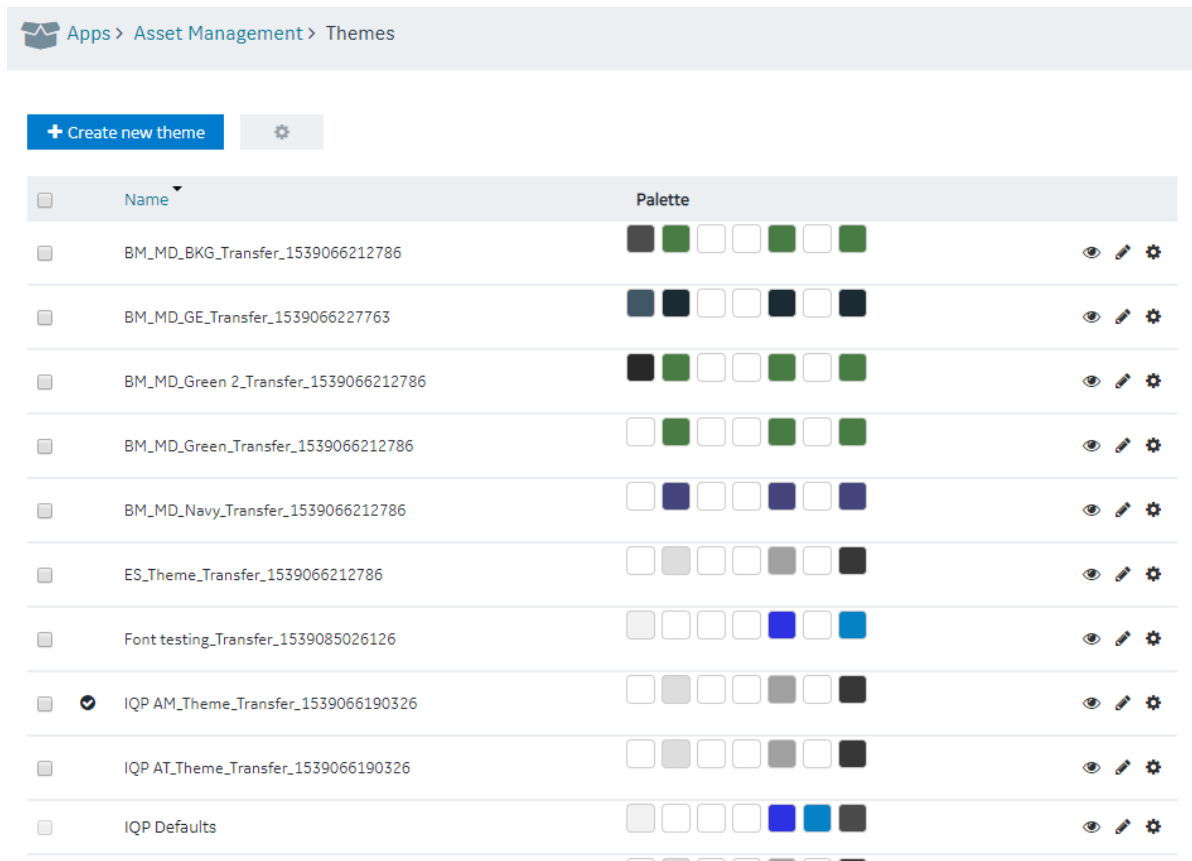 Apps > Asset Management > Themes
+ Create new theme
Name Palette
BM_MD_BKG_Transfer_1539066212786
BM_MD_GE_Transfer_1539066227763
BM_MD_Green 2_Transfer_1539066212786
BM_MD_Green_Transfer_1539066212786
BM_MD_Navy_Transfer_1539066212786
ES_Theme_Transfer_1539066212786
Font testing_Transfer_1539085026126
IQP AM_Theme_Transfer_1539066190326
IQP AT_Theme_Transfer_1539066190326
IQP Defaults